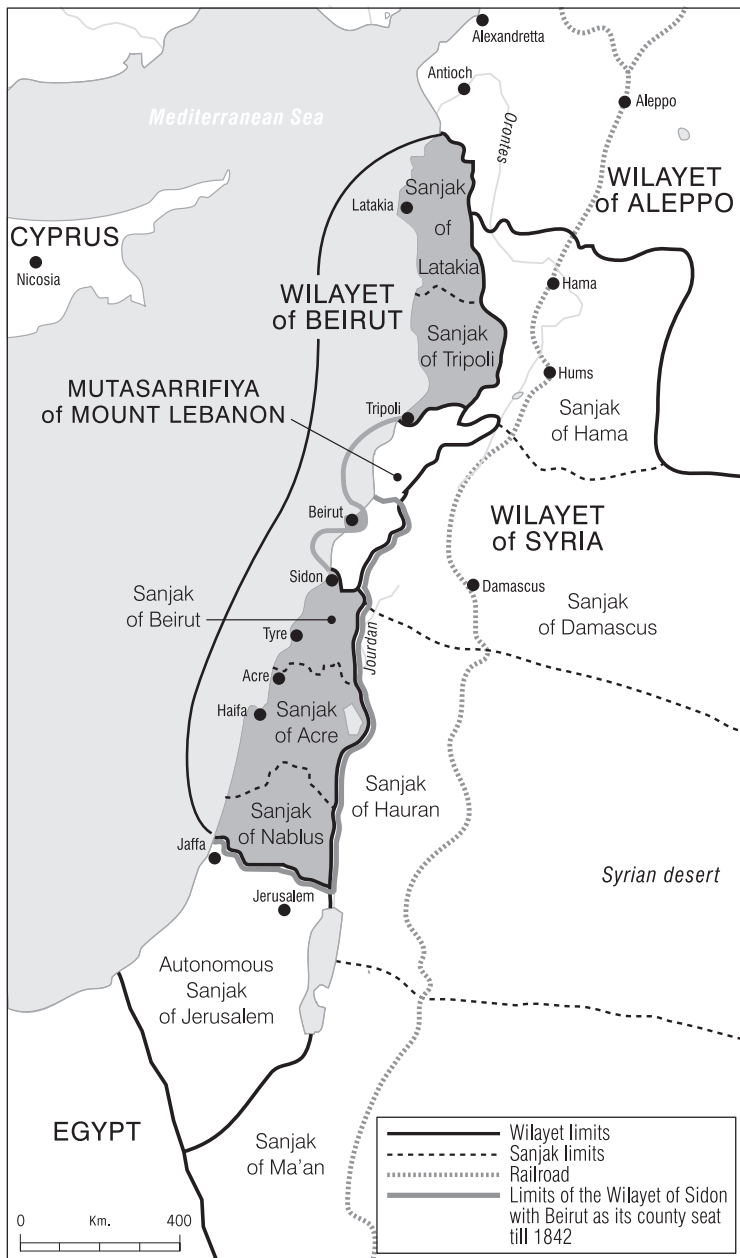 Alexandretta
Antioch
Aleppo
Mediterranean Sea
Orontes
WILAYET
of ALEPPO
Sanjak
of
Latakia
Latakia
CYPRUS
Nicosia
Hama
WILAYET
of BEIRUT
Sanjak
of Tripoli
MUTASARRIFIYA
of MOUNT LEBANON
Tripoli
Hums
Sanjak
of Hama
Beirut
WILAYET
of SYRIA
Sidon
Damascus
Sanjak
of Beirut
Sanjak
of Damascus
Tyre
Jourdan
Acre
Haifa
Sanjak
of Acre
Sanjak
of Hauran
Sanjak
of Nablus
Jaffa
Syrian desert
Jerusalem
Autonomous
Sanjak
of Jerusalem
EGYPT
Sanjak
of Ma'an
Wilayet limits
Sanjak limits
Railroad
Limits of the Wilayet of Sidon
with Beirut as its county seat
till 1842
0 Km. 400